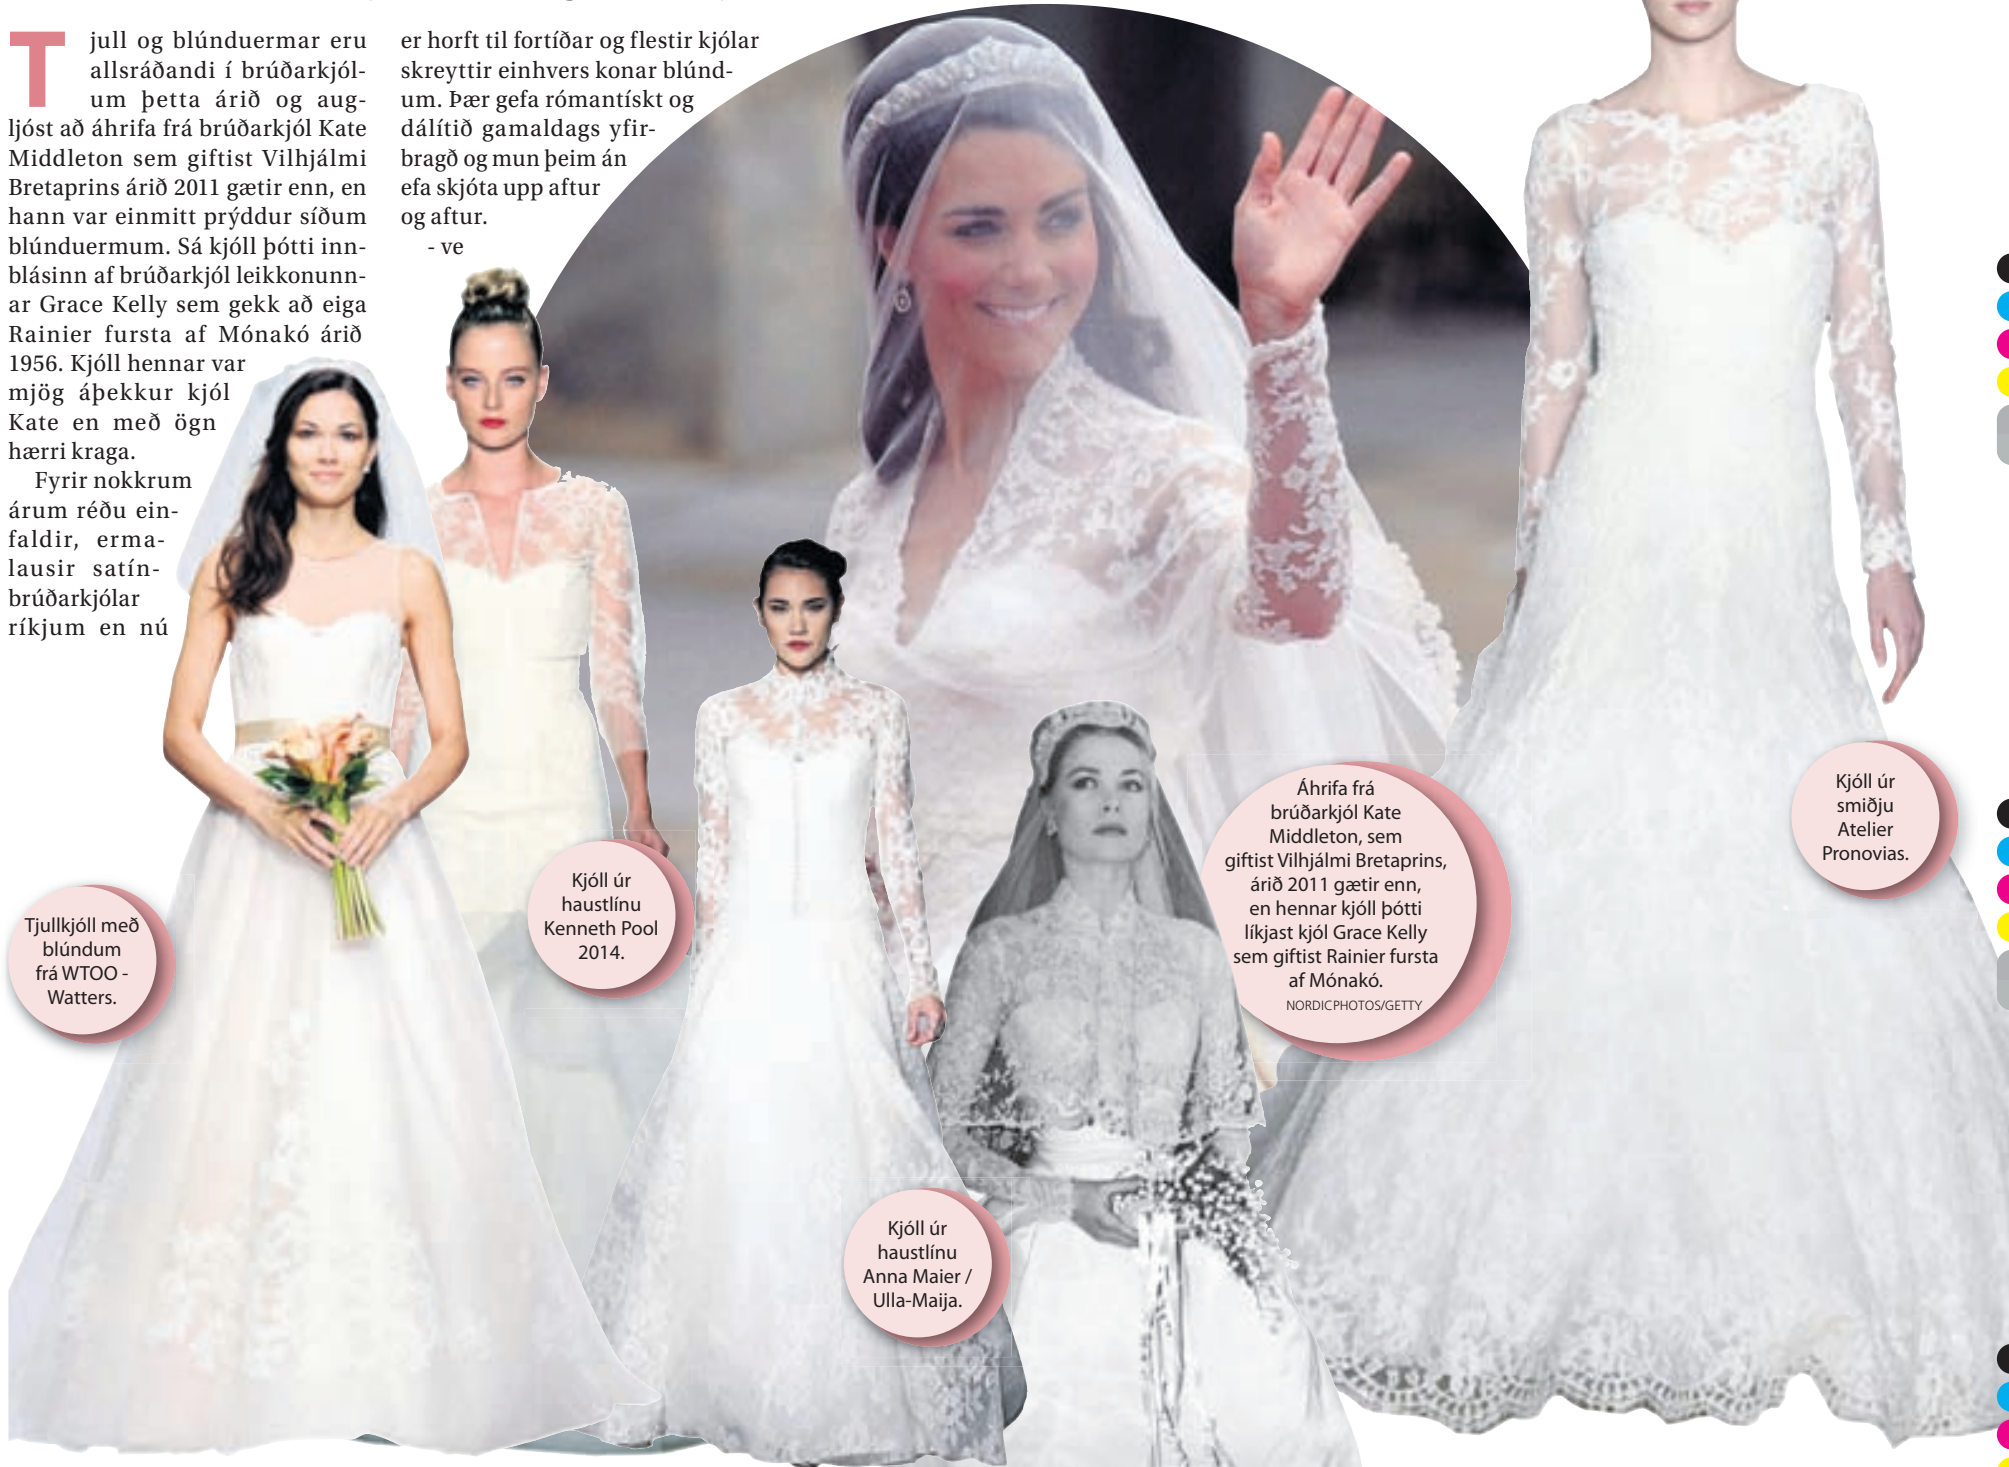 Tjull og blúnduermar eru
allsráðandi í brúðarkjól-
um þetta árið og aug-
ljóst að áhrifa frá brúðarkjól Kate
Middleton sem giftist Vilhjálmi
Bretaprins árið 2011 gætir enn, en
hann var einmitt prýddur síðum
blúnduermum. Sá kjóll þótti inn-
blásinn af brúðarkjól leikkonunn-
ar Grace Kelly sem gekk að eiga
Rainier fursta af Mónakó árið
1956. Kjóll hennar var
mjög áþekkur kjól
Kate en með ögn
hærri kraga.
Fyrir nokkrum
árum réðu ein-
faldir, erma-
lausir satín-
brúðarkjólar
ríkjum en nú
er horft til fortíðar og flestir kjólar
skreyttir einhvers konar blúnd-
um. Þær gefa rómantískt og
dálítið gamaldags yfir-
bragð og mun þeim án
efa skjóta upp aftur
og aftur.
- ve
Tjullkjóll með
blúndum
frá WTOO -
Watters.
Kjóll úr
haustlínu
Kenneth Pool
2014.
Kjóll úr
haustlínu
Anna Maier /
Ulla-Maija.
Áhrifa frá
brúðarkjól Kate
Middleton, sem
giftist Vilhjálmi Bretaprins,
árið 2011 gætir enn,
en hennar kjóll þótti
líkjast kjól Grace Kelly
sem giftist Rainier fursta
af Mónakó.
NORDICPHOTOS/GETTY
Kjóll úr
smiðju
Atelier
Pronovias.